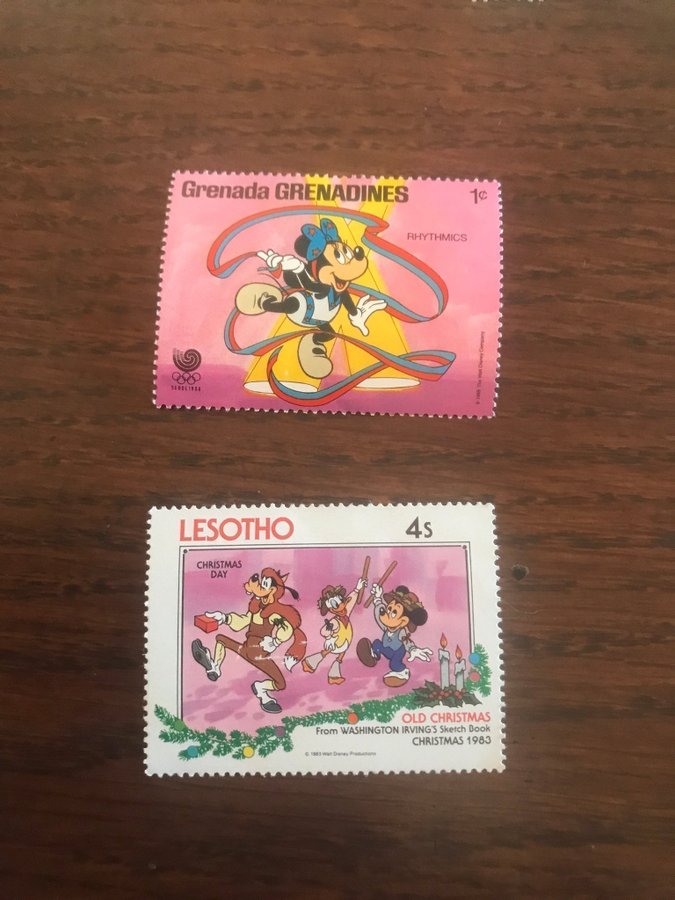 Grenada GRENADINES 1¢
RHYTHMICS
SEOUL 1988
© 1988 The Walt Disney Company
LESOTHO 4s
CHRISTMAS
DAY
OLD CHRISTMAS
From WASHINGTON IRVING'S Sketch Book
CHRISTMAS 1983
© 1983 Walt Disney Productions